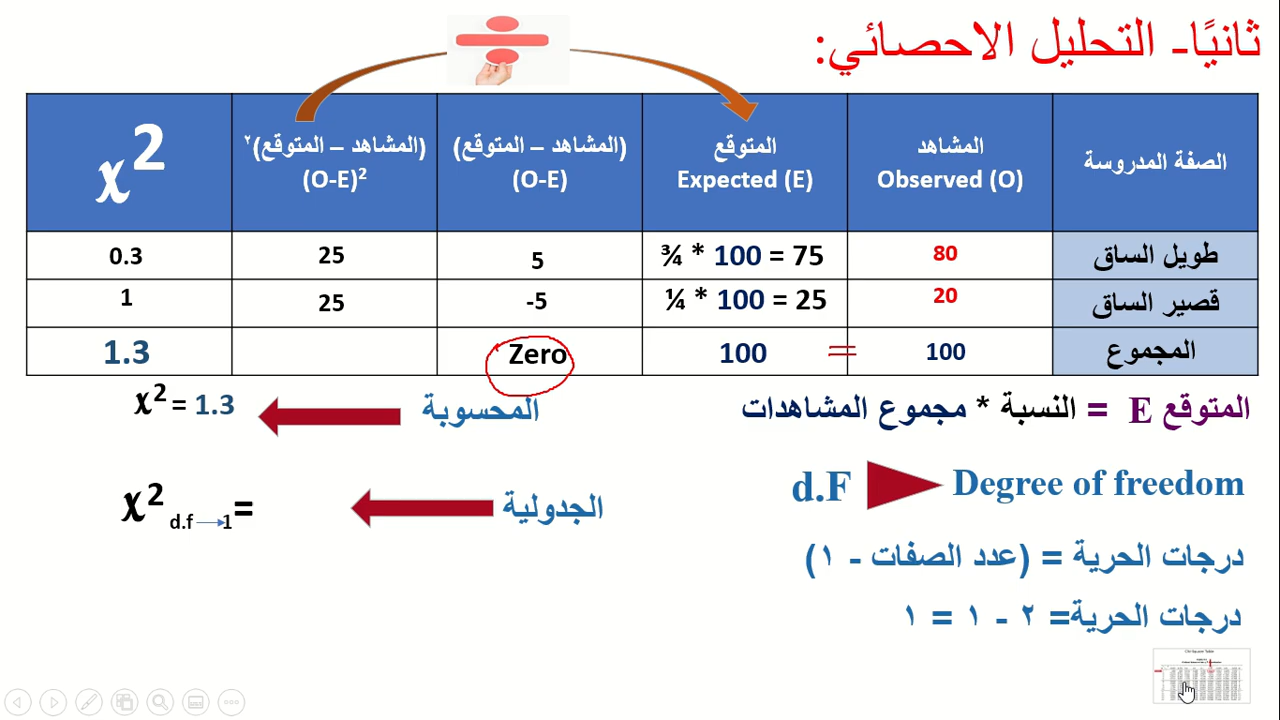 ثانيًا- التحليل الاحصائي:
الصفة المدروسة
المشاهد
Observed (O)
المتوقع
Expected (E)
(المشاهد – المتوقع)
(O-E)
(المشاهد – المتوقع)٢
(O-E)²
χ²
طويل الساق
80
¾ * 100 = 75
5
25
0.3
قصير الساق
20
¼ * 100 = 25
-5
25
1
المجموع
100
=
100
Zero
1.3
المتوقع E = النسبة * مجموع المشاهدات
المحسوبة
χ² = 1.3
d.F
Degree of freedom
الجدولية
χ² d.f 1 =
درجات الحرية = (عدد الصفات - ١)
درجات الحرية= ٢ - ١ = ١